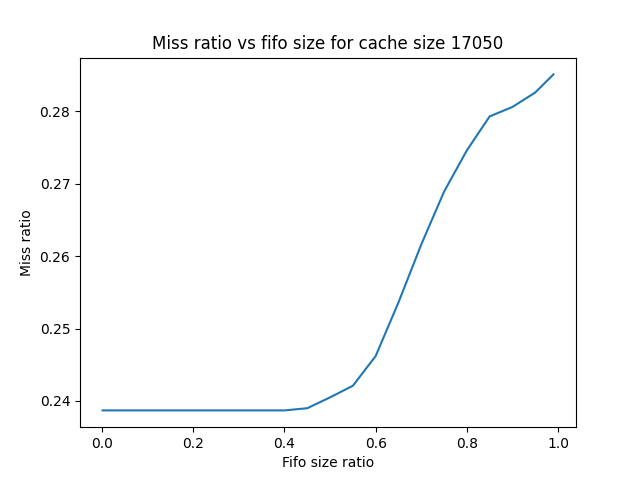 Miss ratio vs fifo size for cache size 17050
Miss ratio
0.28
0.27
0.26
0.25
0.24
0.0 0.2 0.4 0.6 0.8 1.0
Fifo size ratio